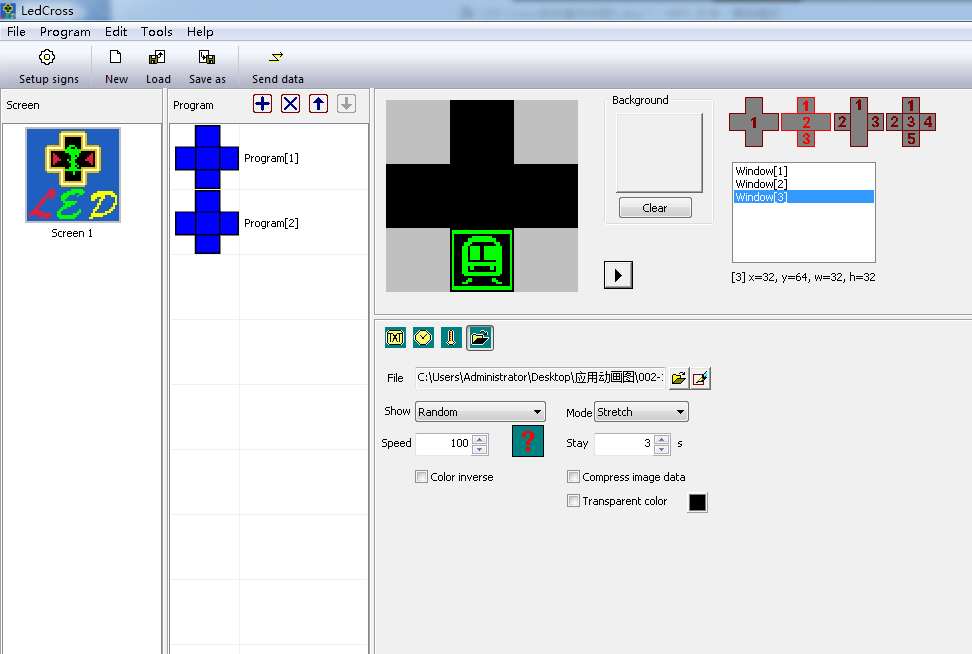 LedCross
File Program Edit Tools Help
Setup signs New Load Save as Send data
Screen
Program
LED
Screen 1
Program[1]
Program[2]
Background
Clear
1
1
2
3
1
2 3
1
2 3 4
5
Window[1]
Window[2]
Window[3]
[3] x=32, y=64, w=32, h=32
TXT
File C:\Users\Administrator\Desktop\应用动画图\002-
Show Random Mode Stretch
Speed 100 ? Stay 3 s
Color inverse Compress image data
Transparent color